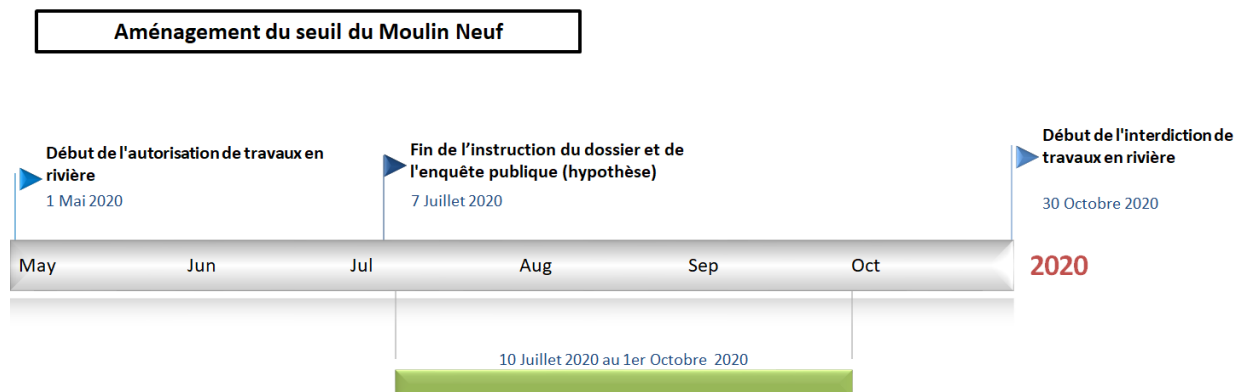 Aménagement du seuil du Moulin Neuf
Début de l'autorisation de travaux en
rivière
1 Mai 2020
Fin de l’instruction du dossier et de
l'enquête publique (hypothèse)
7 Juillet 2020
Début de l'interdiction de
travaux en rivière
30 Octobre 2020
May Jun Jul Aug Sep Oct 2020
10 Juillet 2020 au 1er Octobre 2020